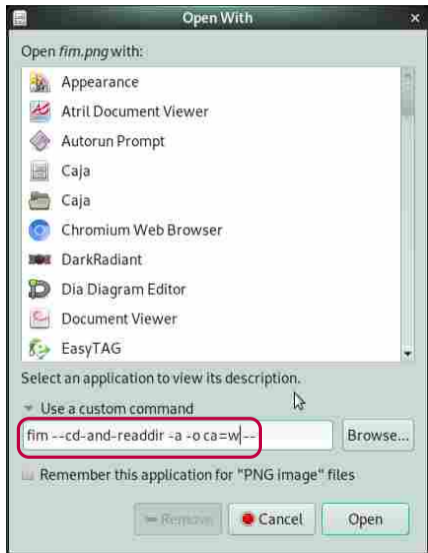 Open With
Open fim.png with:
Appearance
Atril Document Viewer
Autorun Prompt
Caja
Caja
Chromium Web Browser
DarkRadiant
Dia Diagram Editor
Document Viewer
EasyTAG
Select an application to view its description.
Use a custom command
fim --cd-and-readdir -a -o ca=w --
Browse...
Remember this application for "PNG image" files
Remove
Cancel
Open